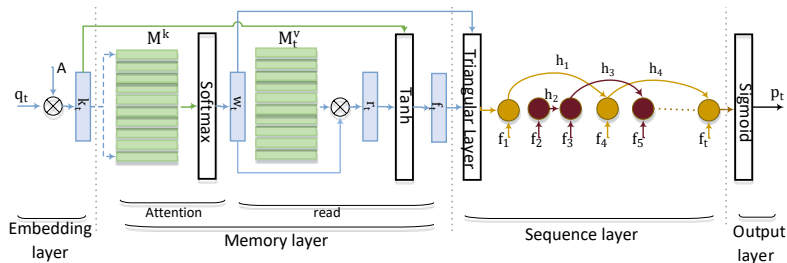 A
q_t
k_t
M^k
Softmax
w_t
M_t^v
r_t
Tanh
f_t
Triangular Layer
h_1
h_2
h_3
h_4
f_1
f_2
f_3
f_4
f_5
f_t
Sigmoid
p_t
Attention
read
Embedding
layer
Memory layer
Sequence layer
Output
layer